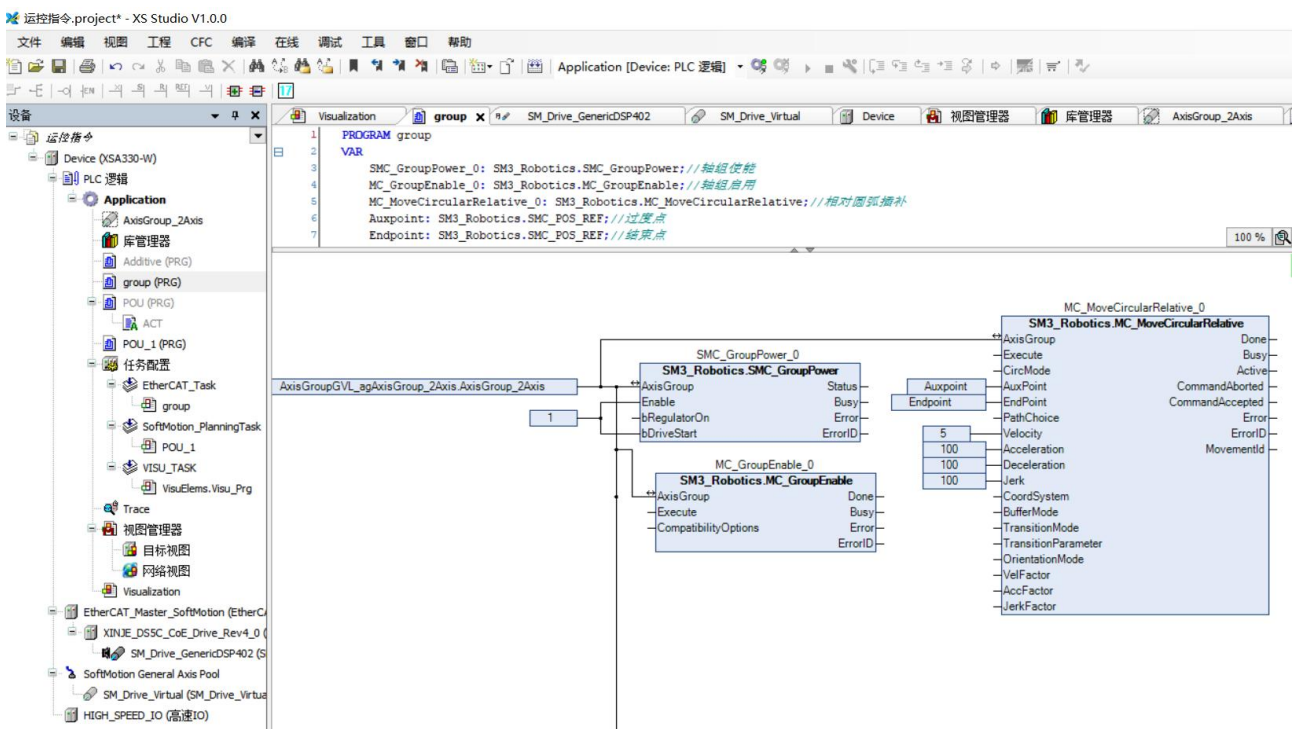 运控指令.project* - XS Studio V1.0.0
文件 编辑 视图 工程 CFC 编译 在线 调试 工具 窗口 帮助
Application [Device: PLC 逻辑]
设备
Visualization group SM_Drive_GenericDSP402 SM_Drive_Virtual Device 视图管理器 库管理器 AxisGroup_2Axis
运控指令
Device (XSA330-W)
PLC 逻辑
Application
AxisGroup_2Axis
库管理器
Additive (PRG)
group (PRG)
POU (PRG)
ACT
POU_1 (PRG)
任务配置
EtherCAT_Task
group
SoftMotion_PlanningTask
POU_1
VISU_TASK
VisuElems.Visu_Prg
Trace
视图管理器
目标视图
网络视图
Visualization
EtherCAT_Master_SoftMotion (EtherCA
XINJE_DS5C_CoE_Drive_Rev4_0 (
SM_Drive_GenericDSP402 (S
SoftMotion General Axis Pool
SM_Drive_Virtual (SM_Drive_Virtua
HIGH_SPEED_IO (高速IO)
1 PROGRAM group
2 VAR
3 SMC_GroupPower_0: SM3_Robotics.SMC_GroupPower;//轴组使能
4 MC_GroupEnable_0: SM3_Robotics.MC_GroupEnable;//轴组启用
5 MC_MoveCircularRelative_0: SM3_Robotics.MC_MoveCircularRelative;//相对圆弧插补
6 Auxpoint: SM3_Robotics.SMC_POS_REF;//过度点
7 Endpoint: SM3_Robotics.SMC_POS_REF;//结束点
100 %
AxisGroupGVL_agAxisGroup_2Axis.AxisGroup_2Axis
1
SMC_GroupPower_0
SM3_Robotics.SMC_GroupPower
AxisGroup Status
Enable Busy
bRegulatorOn Error
bDriveStart ErrorID
MC_GroupEnable_0
SM3_Robotics.MC_GroupEnable
AxisGroup Done
Execute Busy
CompatibilityOptions Error
ErrorID
MC_MoveCircularRelative_0
SM3_Robotics.MC_MoveCircularRelative
AxisGroup Done
Execute Busy
CircMode Active
Auxpoint AuxPoint CommandAborted
Endpoint EndPoint CommandAccepted
PathChoice Error
5 Velocity ErrorID
100 Acceleration MovementId
100 Deceleration
100 Jerk
CoordSystem
BufferMode
TransitionMode
TransitionParameter
OrientationMode
VelFactor
AccFactor
JerkFactor